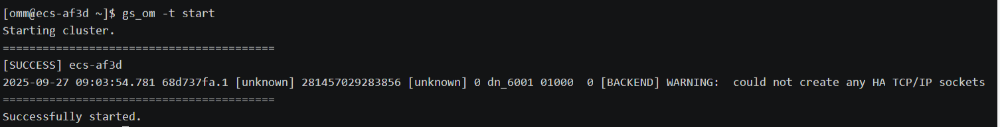 [omm@ecs-af3d ~]$ gs_om -t start
Starting cluster.
=========================================
[SUCCESS] ecs-af3d
2025-09-27 09:03:54.781 68d737fa.1 [unknown] 281457029283856 [unknown] 0 dn_6001 01000  0 [BACKEND] WARNING:  could not create any HA TCP/IP sockets
=========================================
Successfully started.